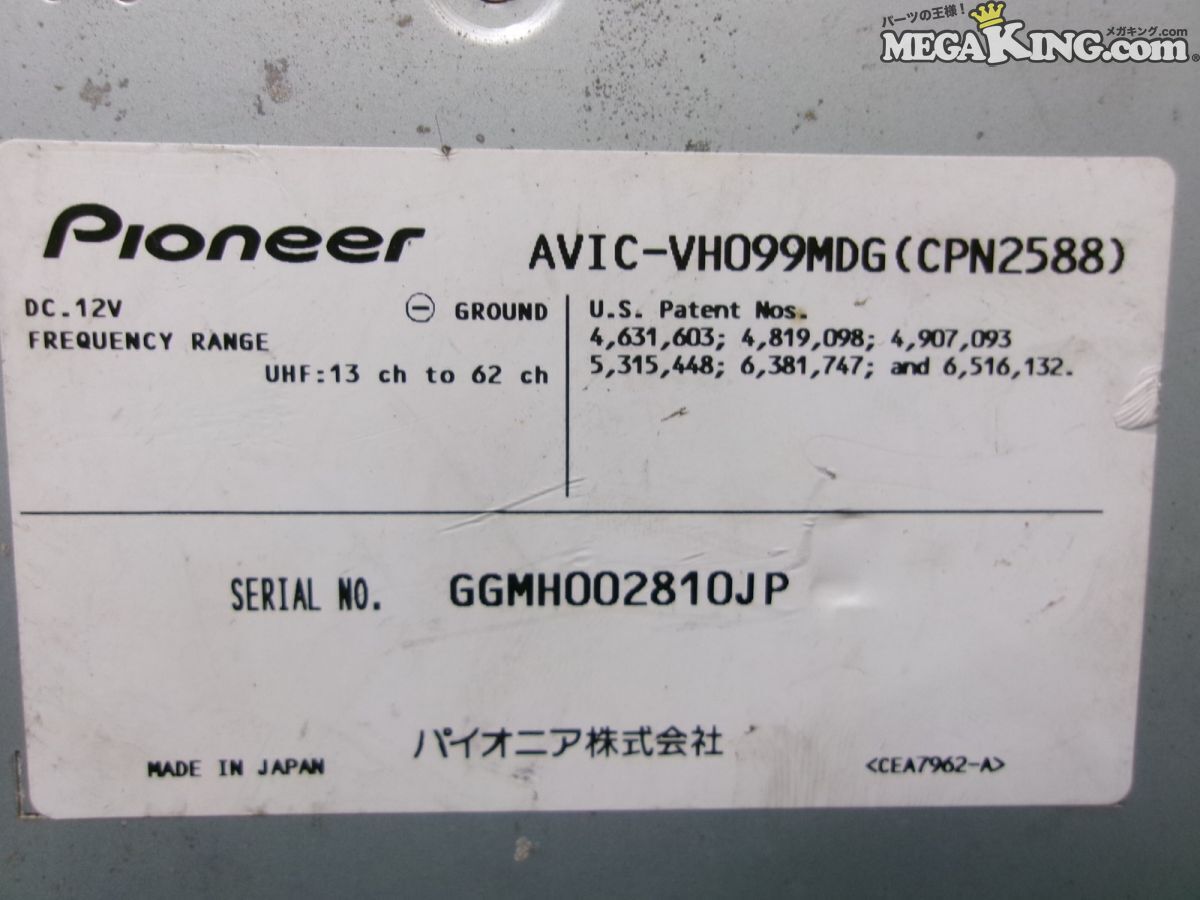 パーツの王様！
メガキング.com
MEGAKING.com®
Pioneer
AVIC-VH099MDG(CPN2588)
DC.12V ⊖ GROUND
FREQUENCY RANGE
UHF:13 ch to 62 ch
U.S. Patent Nos.
4,631,603; 4,819,098; 4,907,093
5,315,448; 6,381,747; and 6,516,132.
SERIAL NO. GGMH002810JP
パイオニア株式会社
MADE IN JAPAN
<CEA7962-A>